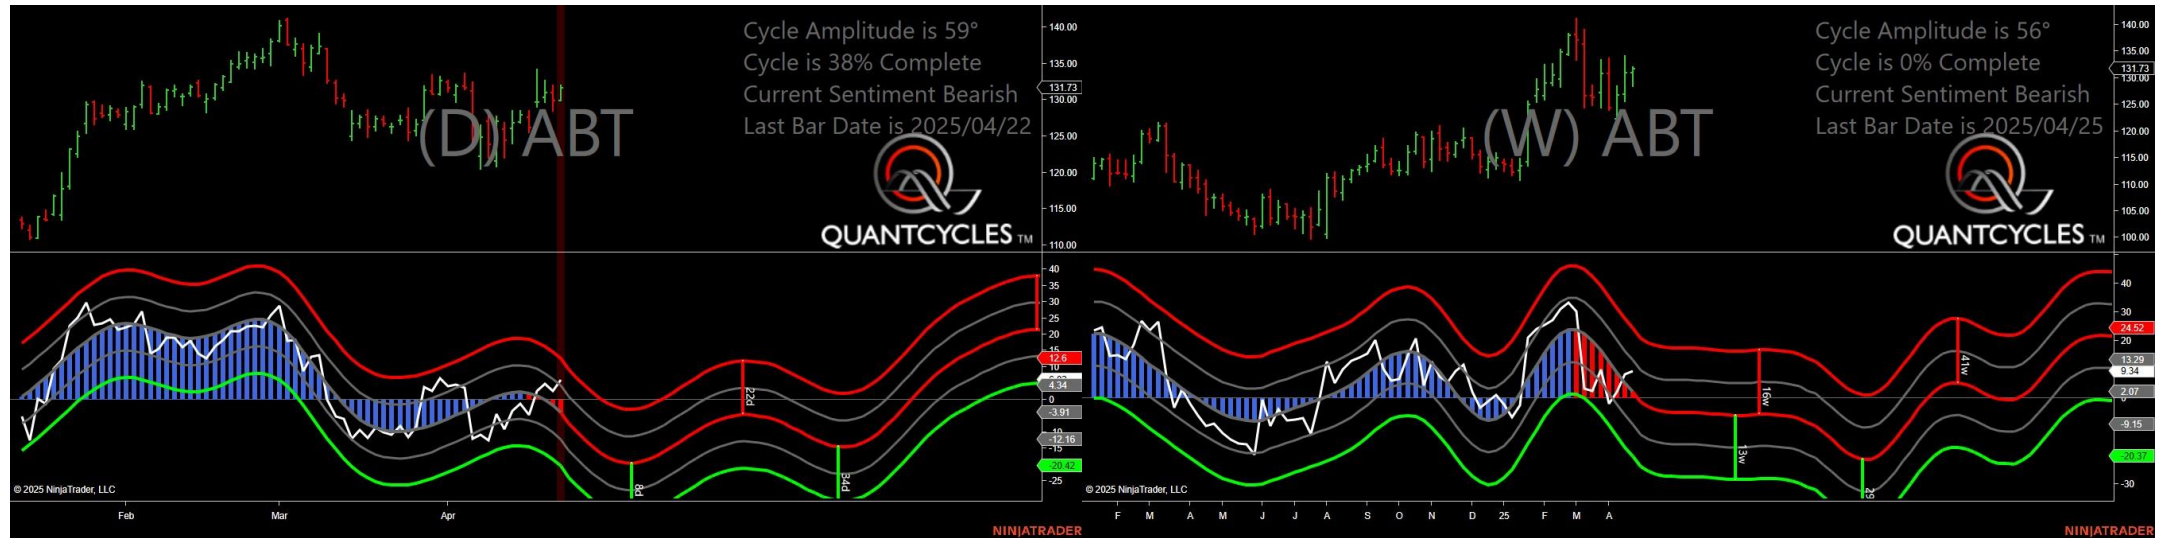 Cycle Amplitude is 59°
Cycle is 38% Complete
Current Sentiment Bearish
Last Bar Date is 2025/04/22
(D) ABT
QUANTCYCLES TM
140.00
135.00
131.73
130.00
125.00
120.00
115.00
110.00
40
35
30
25
20
15
12.6
4.34
0
-3.91
-10
-12.16
-15
-20.42
-25
22d
8d
34d
© 2025 NinjaTrader, LLC
Feb Mar Apr
NINJATRADER
Cycle Amplitude is 56°
Cycle is 0% Complete
Current Sentiment Bearish
Last Bar Date is 2025/04/25
(W) ABT
QUANTCYCLES TM
140.00
135.00
131.73
130.00
125.00
120.00
115.00
110.00
105.00
100.00
40
30
24.52
20
13.29
9.34
2.07
-9.15
-20.37
-30
16w
13w
41w
29
© 2025 NinjaTrader, LLC
F M A M J J A S O N D 25 F M A
NINJATRADER